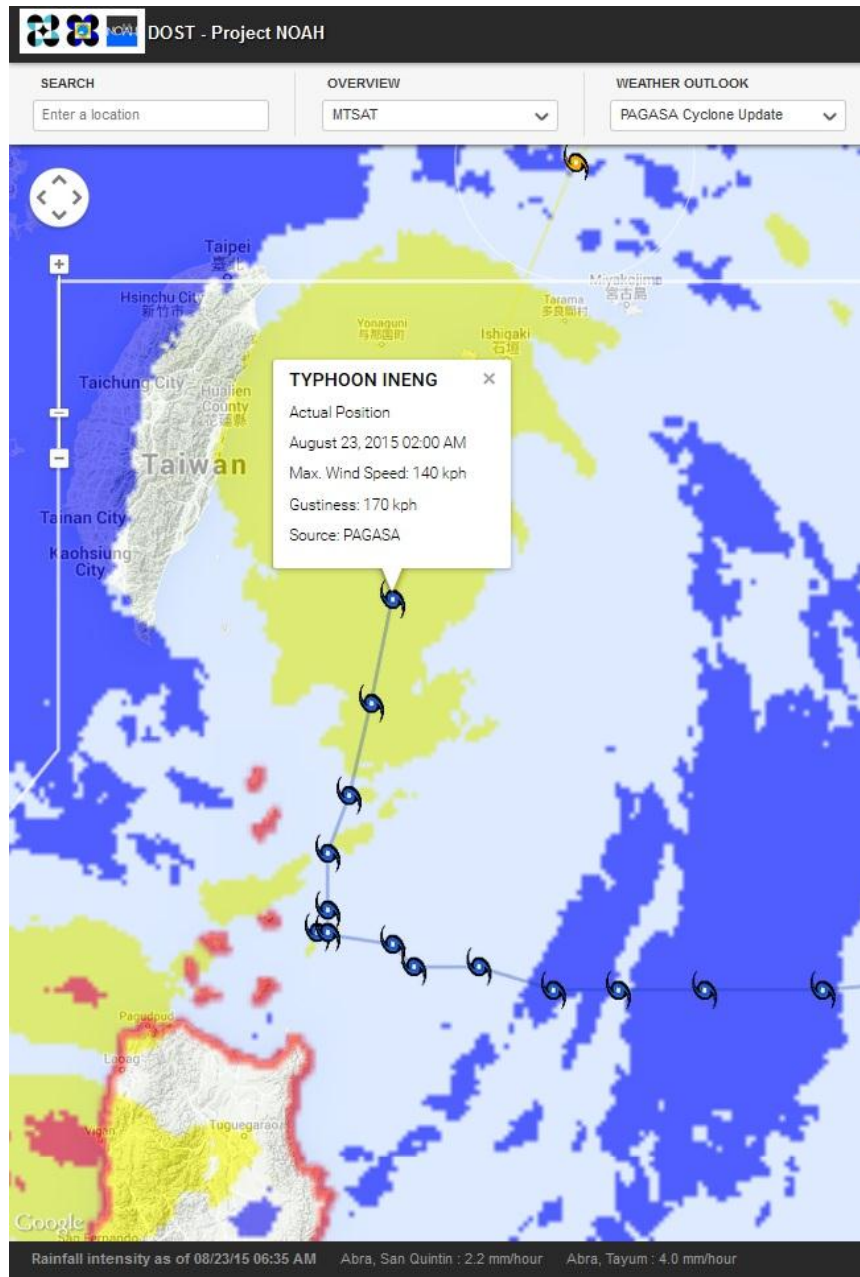 NOAH DOST - Project NOAH
SEARCH
OVERVIEW
WEATHER OUTLOOK
Enter a location
MTSAT
PAGASA Cyclone Update
Taipei
臺北
Miyakojima
宮古島
Hsinchu City
新竹市
Tarama
多良間村
Yonaguni
与那国町
Ishigaki
石垣
TYPHOON INENG ×
Actual Position
August 23, 2015 02:00 AM
Max. Wind Speed: 140 kph
Gustiness: 170 kph
Source: PAGASA
Taichung City
Hualien
County
花蓮縣
Taiwan
Tainan City
Kaohsiung
City
Pagudpud
Laoag
Vigan
Tuguegarao
San Fernando
Google
Rainfall intensity as of 08/23/15 06:35 AM Abra, San Quintin : 2.2 mm/hour Abra, Tayum : 4.0 mm/hour